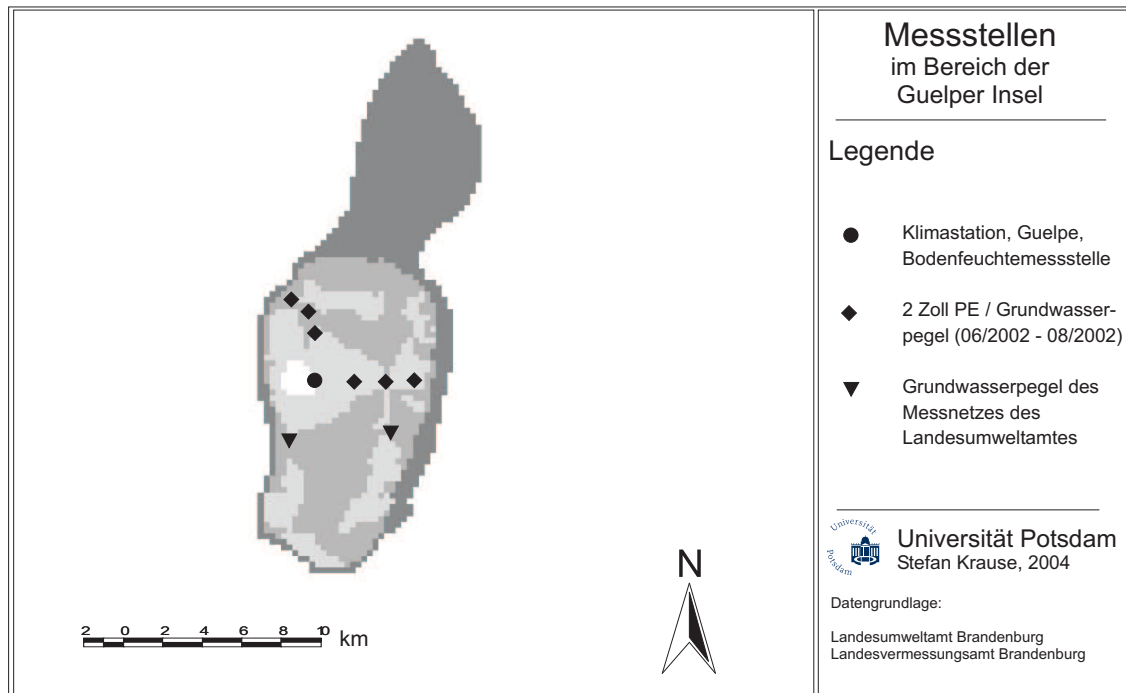 Messstellen
im Bereich der
Guelper Insel
Legende
Klimastation, Guelpe,
Bodenfeuchtemessstelle
2 Zoll PE / Grundwasser-
pegel (06/2002 - 08/2002)
Grundwasserpegel des
Messnetzes des
Landesumweltamtes
Universität
Potsdam
Universität Potsdam
Stefan Krause, 2004
Datengrundlage:
Landesumweltamt Brandenburg
Landesvermessungsamt Brandenburg
N
2 0 2 4 6 8 10 km